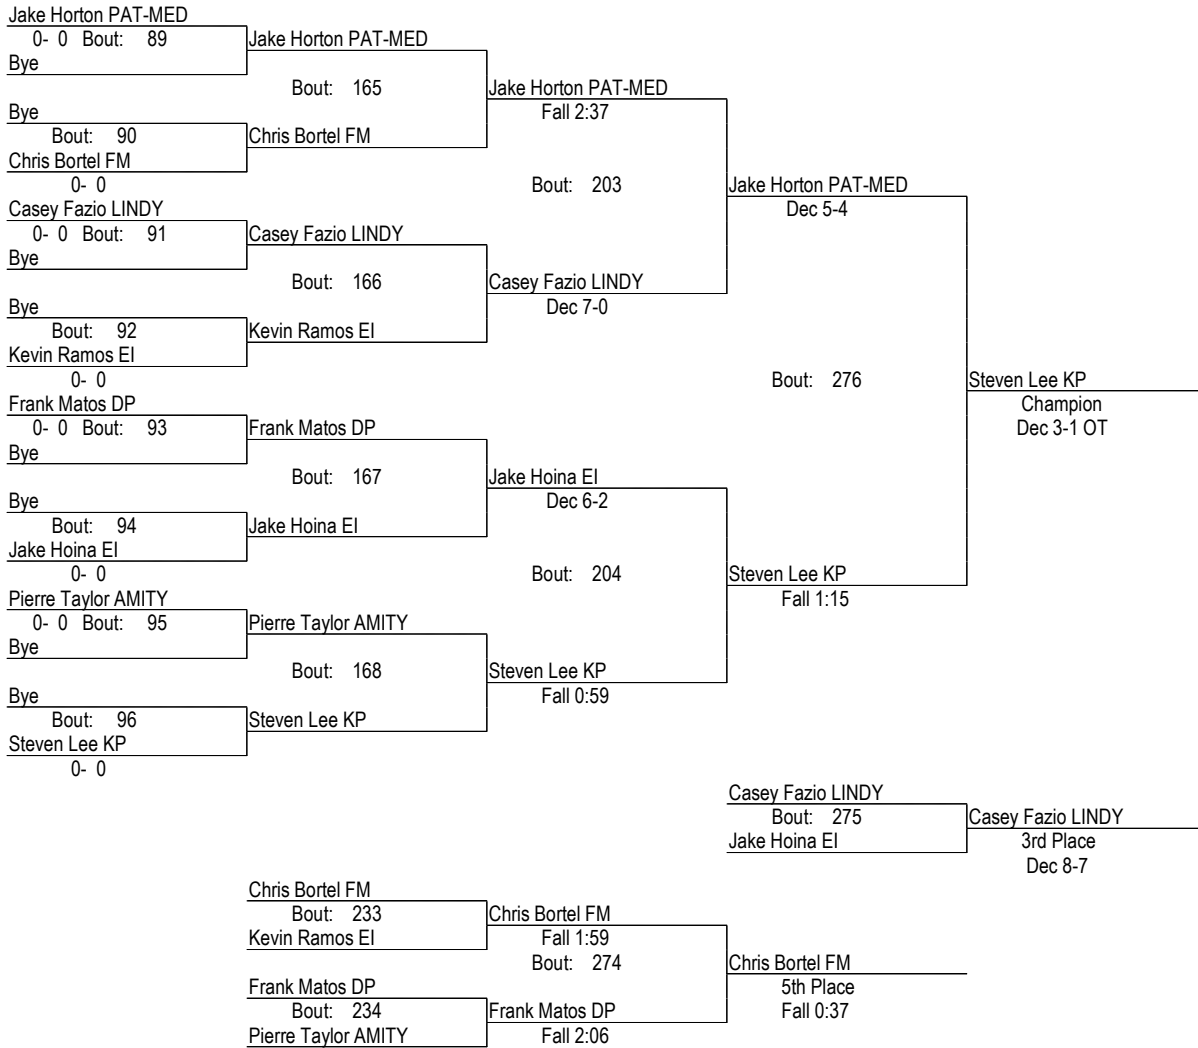 Jake Horton PAT-MED
0- 0 Bout: 89
Bye
Bye
Bout: 90
Chris Bortel FM
0- 0
Casey Fazio LINDY
0- 0 Bout: 91
Bye
Bye
Bout: 92
Kevin Ramos EI
0- 0
Frank Matos DP
0- 0 Bout: 93
Bye
Bye
Bout: 94
Jake Hoina EI
0- 0
Pierre Taylor AMITY
0- 0 Bout: 95
Bye
Bye
Bout: 96
Steven Lee KP
0- 0
Jake Horton PAT-MED
Bout: 165
Chris Bortel FM
Casey Fazio LINDY
Bout: 166
Kevin Ramos EI
Frank Matos DP
Bout: 167
Jake Hoina EI
Pierre Taylor AMITY
Bout: 168
Steven Lee KP
Jake Horton PAT-MED
Fall 2:37
Bout: 203
Casey Fazio LINDY
Dec 7-0
Jake Hoina EI
Dec 6-2
Bout: 204
Steven Lee KP
Fall 0:59
Jake Horton PAT-MED
Dec 5-4
Bout: 276
Steven Lee KP
Fall 1:15
Steven Lee KP
Champion
Dec 3-1 OT
Casey Fazio LINDY
Bout: 275
Jake Hoina EI
Casey Fazio LINDY
3rd Place
Dec 8-7
Chris Bortel FM
Bout: 233
Kevin Ramos EI
Frank Matos DP
Bout: 234
Pierre Taylor AMITY
Chris Bortel FM
Fall 1:59
Bout: 274
Frank Matos DP
Fall 2:06
Chris Bortel FM
5th Place
Fall 0:37